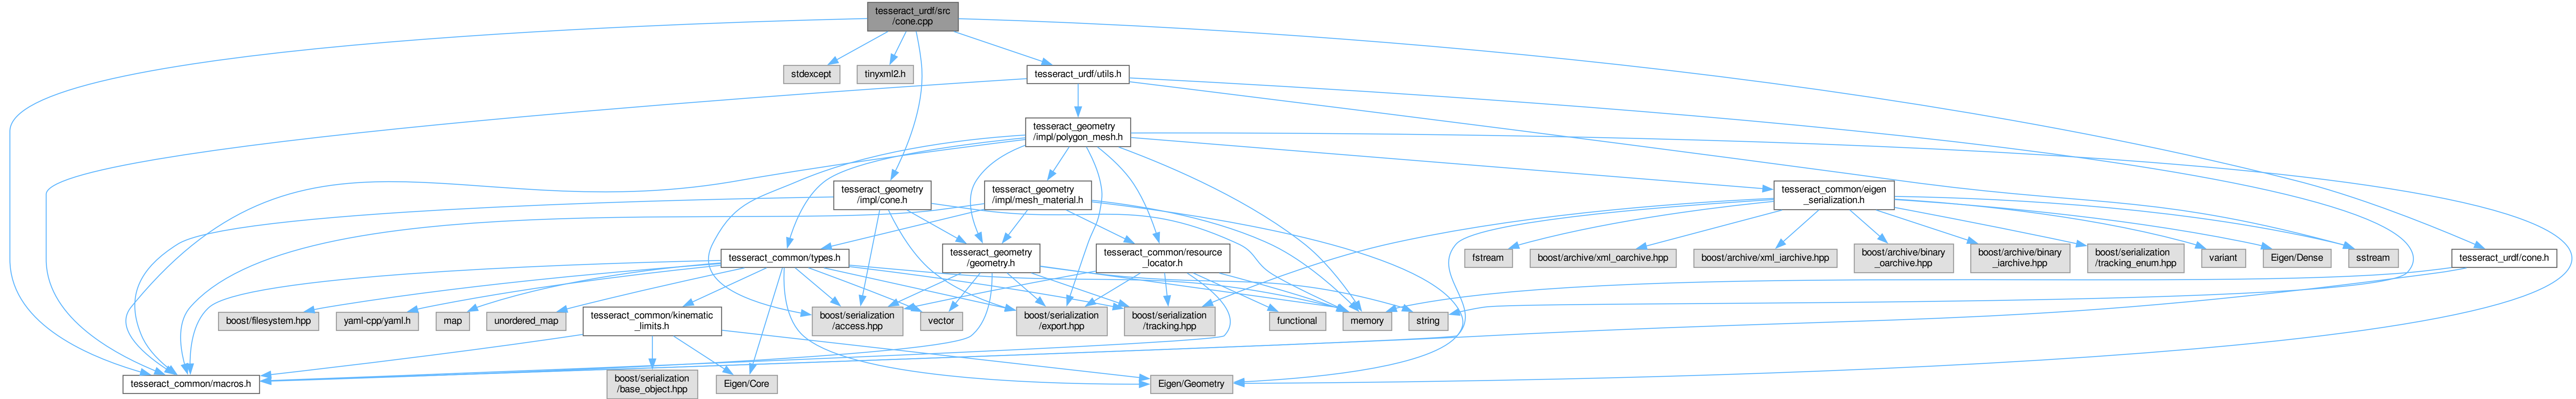 tesseract_urdf/src
/cone.cpp
stdexcept
tinyxml2.h
tesseract_urdf/utils.h
tesseract_geometry
/impl/polygon_mesh.h
tesseract_geometry
/impl/cone.h
tesseract_geometry
/impl/mesh_material.h
tesseract_common/eigen
_serialization.h
tesseract_common/types.h
tesseract_geometry
/geometry.h
tesseract_common/resource
_locator.h
fstream
boost/archive/xml_oarchive.hpp
boost/archive/xml_iarchive.hpp
boost/archive/binary
_oarchive.hpp
boost/archive/binary
_iarchive.hpp
boost/serialization
/tracking_enum.hpp
variant
Eigen/Dense
sstream
tesseract_urdf/cone.h
boost/filesystem.hpp
yaml-cpp/yaml.h
map
unordered_map
tesseract_common/kinematic
_limits.h
boost/serialization
/access.hpp
vector
boost/serialization
/export.hpp
boost/serialization
/tracking.hpp
functional
memory
string
tesseract_common/macros.h
boost/serialization
/base_object.hpp
Eigen/Core
Eigen/Geometry